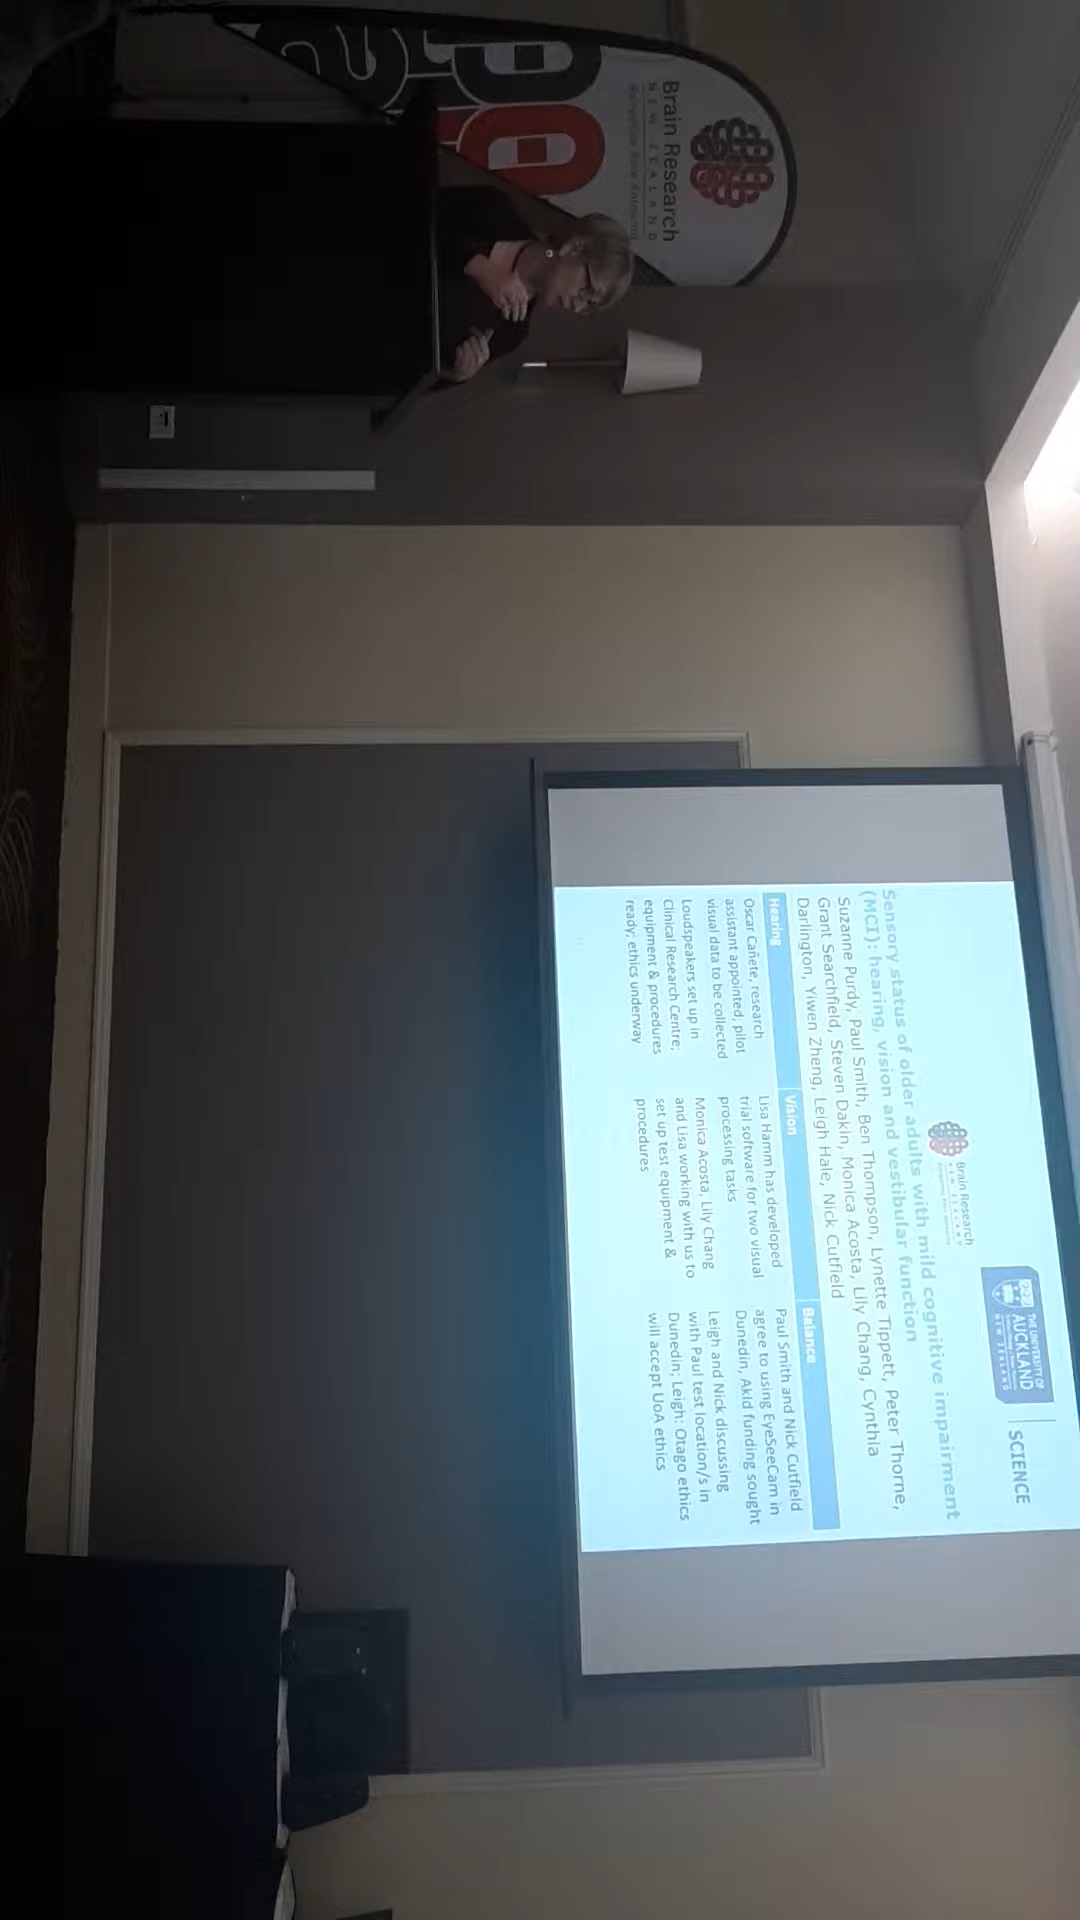 Brain Research
NEW ZEALAND
Brain Research
NEW ZEALAND
THE UNIVERSITY OF
AUCKLAND
NEW ZEALAND
SCIENCE
Sensory status of older adults with mild cognitive impairment
(MCI): hearing, vision and vestibular function
Suzanne Purdy, Paul Smith, Ben Thompson, Lynette Tippett, Peter Thorne,
Grant Searchfield, Steven Dakin, Monica Acosta, Lily Chang, Cynthia
Darlington, Yiwen Zheng, Leigh Hale, Nick Cutfield
Hearing
Oscar Cañete, research
assistant appointed; pilot
visual data to be collected
Loudspeakers set up in
Clinical Research Centre;
equipment & procedures
ready; ethics underway
Vision
Lisa Hamm has developed
trial software for two visual
processing tasks
Monica Acosta, Lily Chang
and Lisa working with us to
set up test equipment &
procedures
Balance
Paul Smith and Nick Cutfield
agree to using EyeSeeCam in
Dunedin, Akld funding sought
Leigh and Nick discussing
with Paul test location/s in
Dunedin; Leigh: Otago ethics
will accept UoA ethics